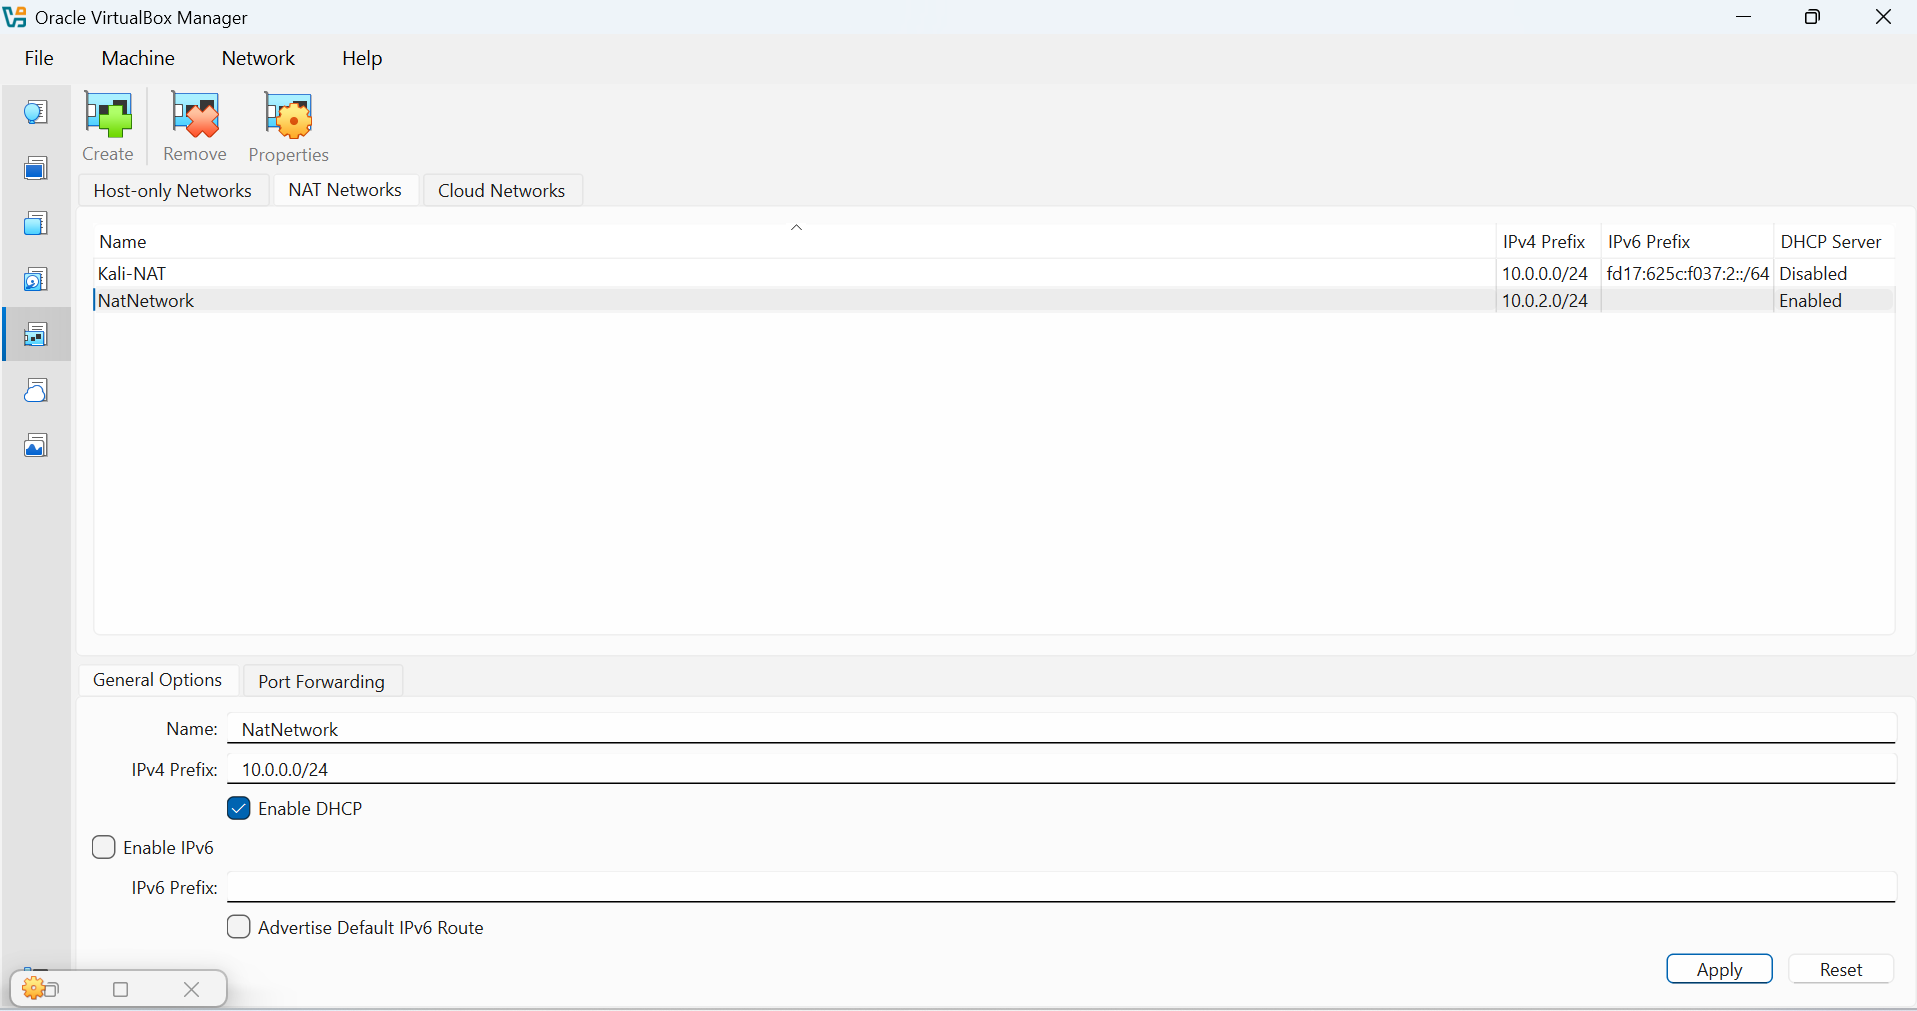 Oracle VirtualBox Manager
File Machine Network Help
Create Remove Properties
Host-only Networks NAT Networks Cloud Networks
Name IPv4 Prefix IPv6 Prefix DHCP Server
Kali-NAT 10.0.0.0/24 fd17:625c:f037:2::/64 Disabled
NatNetwork 10.0.2.0/24 Enabled
General Options Port Forwarding
Name: NatNetwork
IPv4 Prefix: 10.0.0.0/24
Enable DHCP
Enable IPv6
IPv6 Prefix:
Advertise Default IPv6 Route
Apply Reset